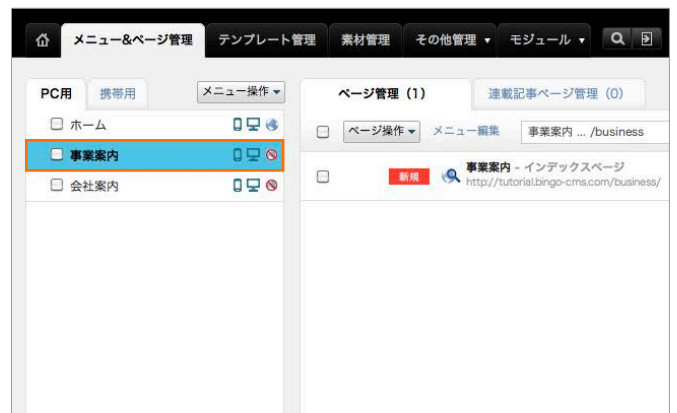 メニュー&ページ管理 テンプレート管理 素材管理 その他管理 ▼ モジュール ▼
PC用 携帯用 メニュー操作▼
ホーム
事業案内
会社案内
ページ管理（1） 連載記事ページ管理（0）
ページ操作▼ メニュー編集 事業案内 ... /business
新規 事業案内 - インデックスページ
http://tutorial.bingo-cms.com/business/